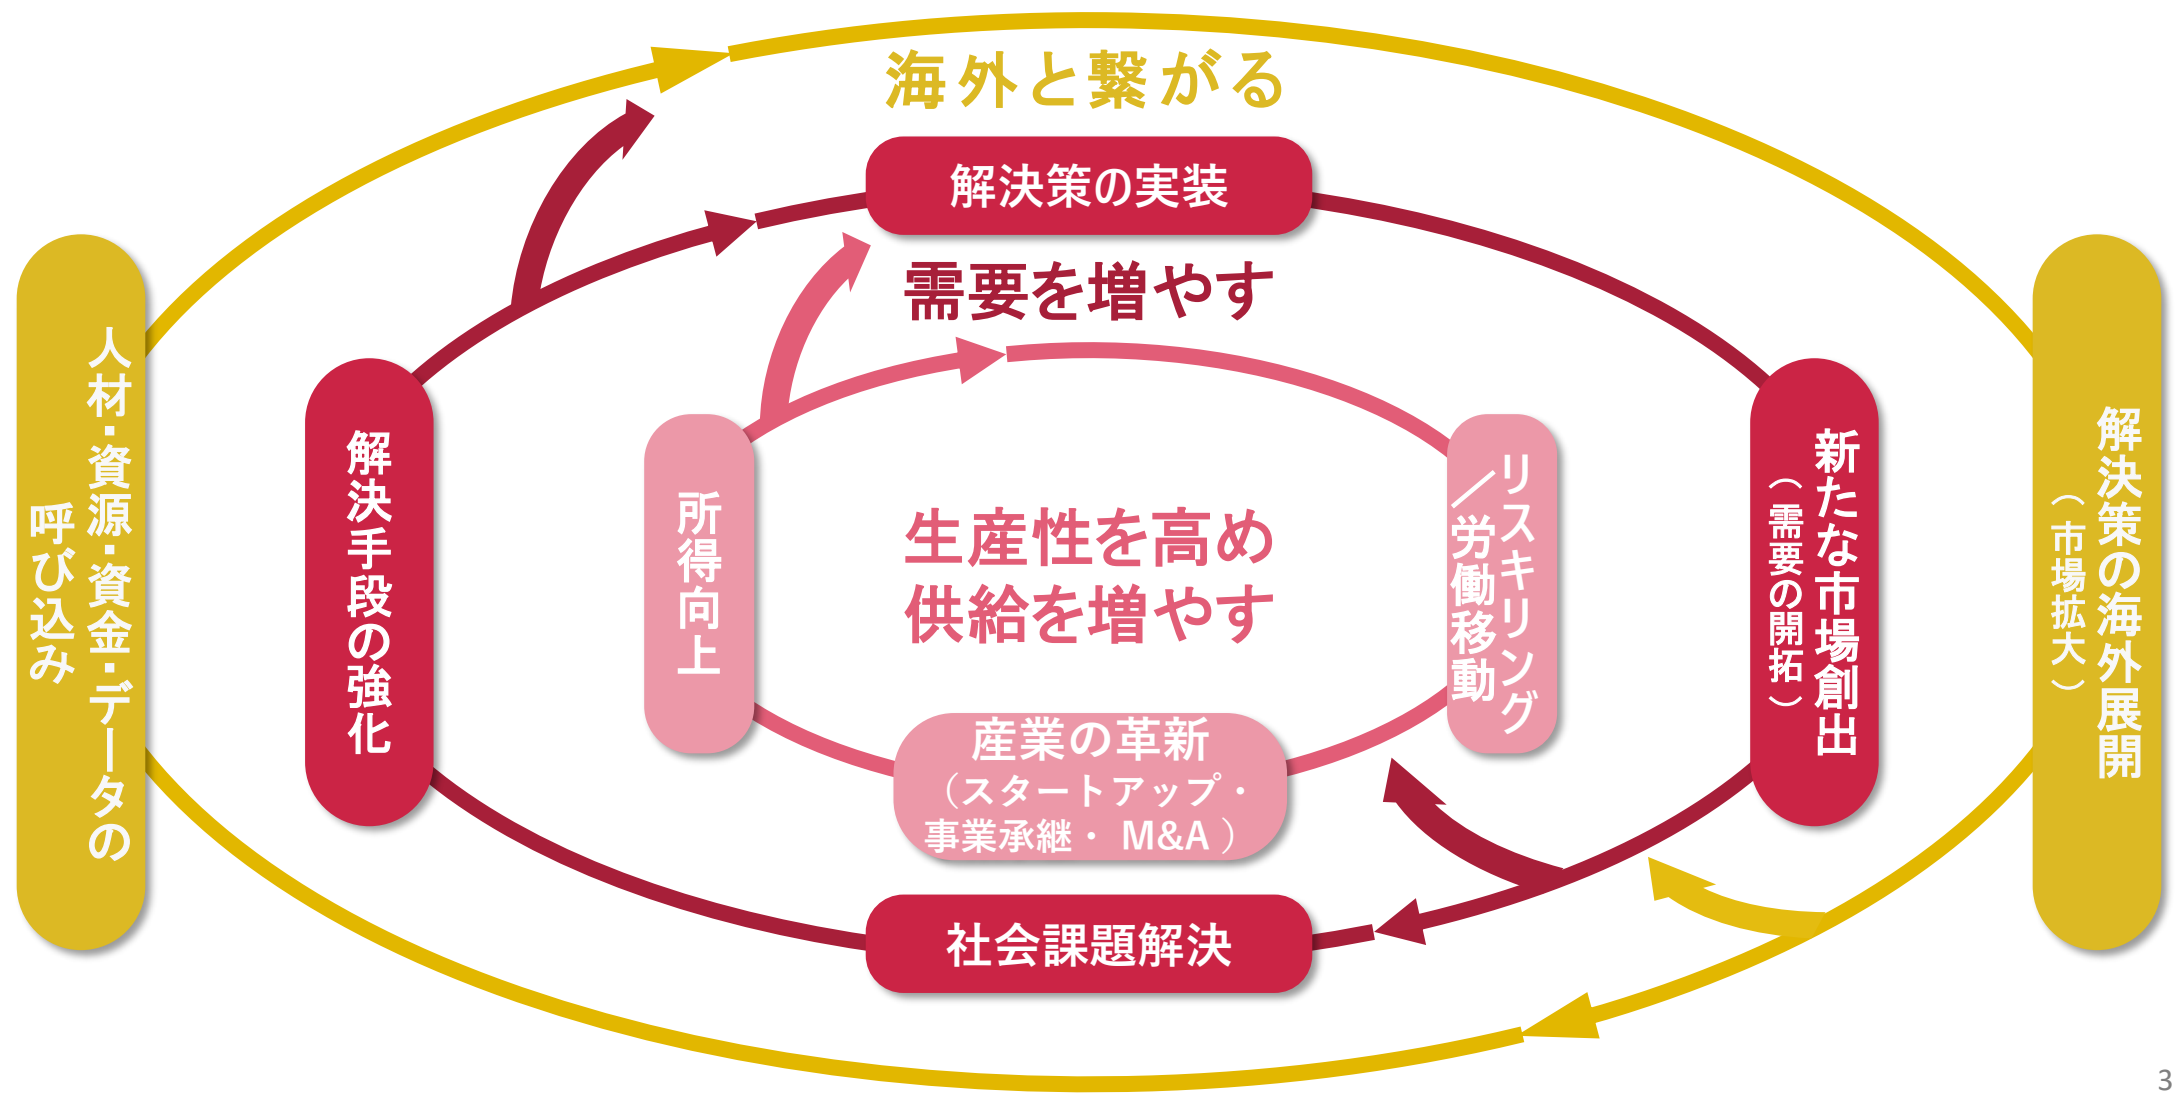 海外と繋がる
解決策の実装
需要を増やす
人材・資源・資金・データの
呼び込み
解決手段の強化
所得向上
生産性を高め
供給を増やす
リスキリング
／労働移動
新たな市場創出
（需要の開拓）
解決策の海外展開
（市場拡大）
産業の革新
（スタートアップ・
事業承継・ M&A ）
社会課題解決
3